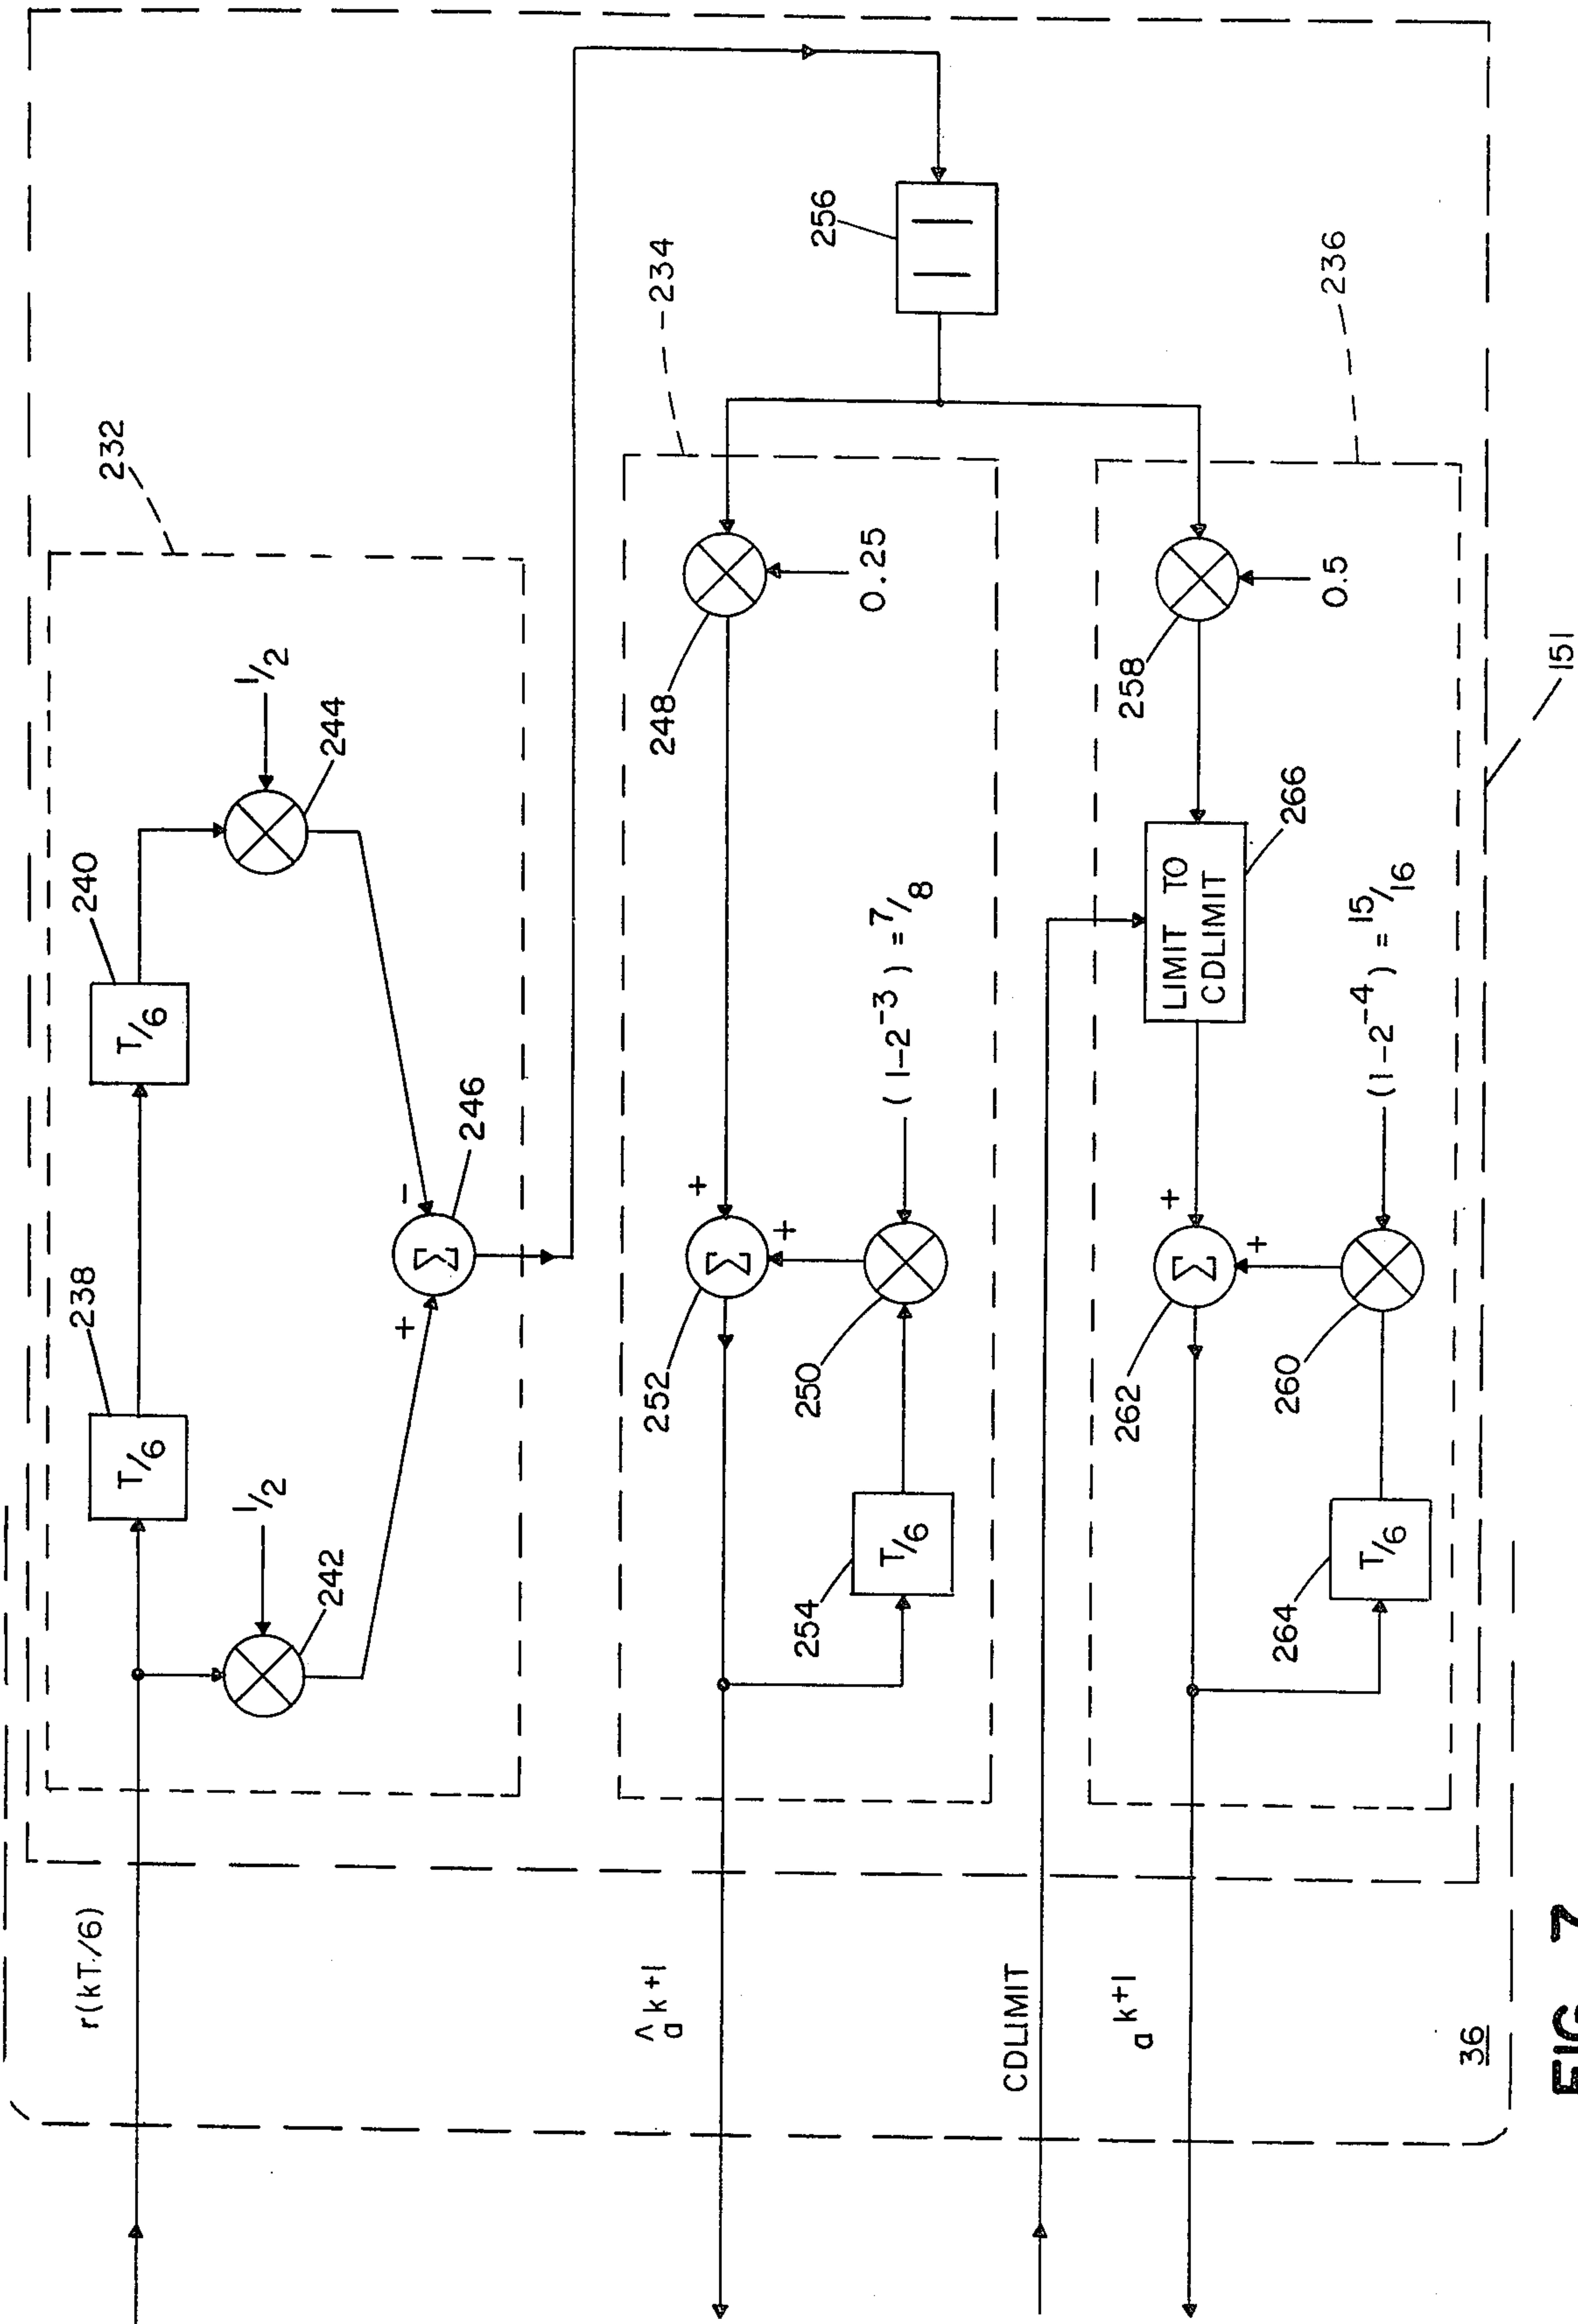 232
240
T/6
1/2
244
238
T/6
1/2
242
246
Σ
+
-
r(kT/6)
256
| |
234
248
0.25
+
252
Σ
+
250
(1-2⁻³) = 7/8
254
T/6
â k+1
236
258
0.5
LIMIT TO
CDLIMIT
266
+
262
Σ
+
260
(1-2⁻⁴) = 15/16
264
T/6
CDLIMIT
a k+1
151
36
FIG. 7